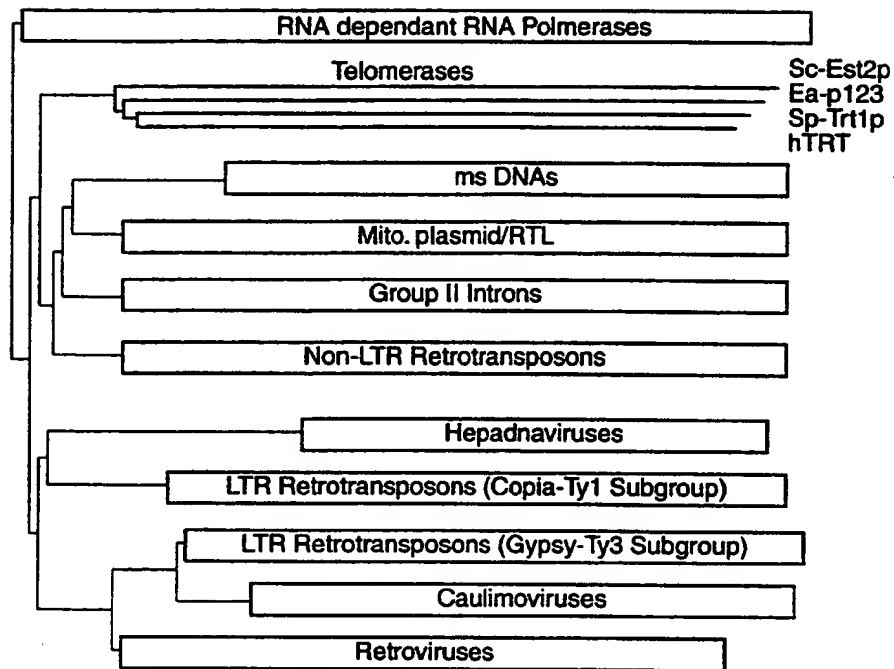 RNA dependant RNA Polmerases
Telomerases
Sc-Est2p
Ea-p123
Sp-Trt1p
hTRT
ms DNAs
Mito. plasmid/RTL
Group II Introns
Non-LTR Retrotransposons
Hepadnaviruses
LTR Retrotransposons (Copia-Ty1 Subgroup)
LTR Retrotransposons (Gypsy-Ty3 Subgroup)
Caulimoviruses
Retroviruses